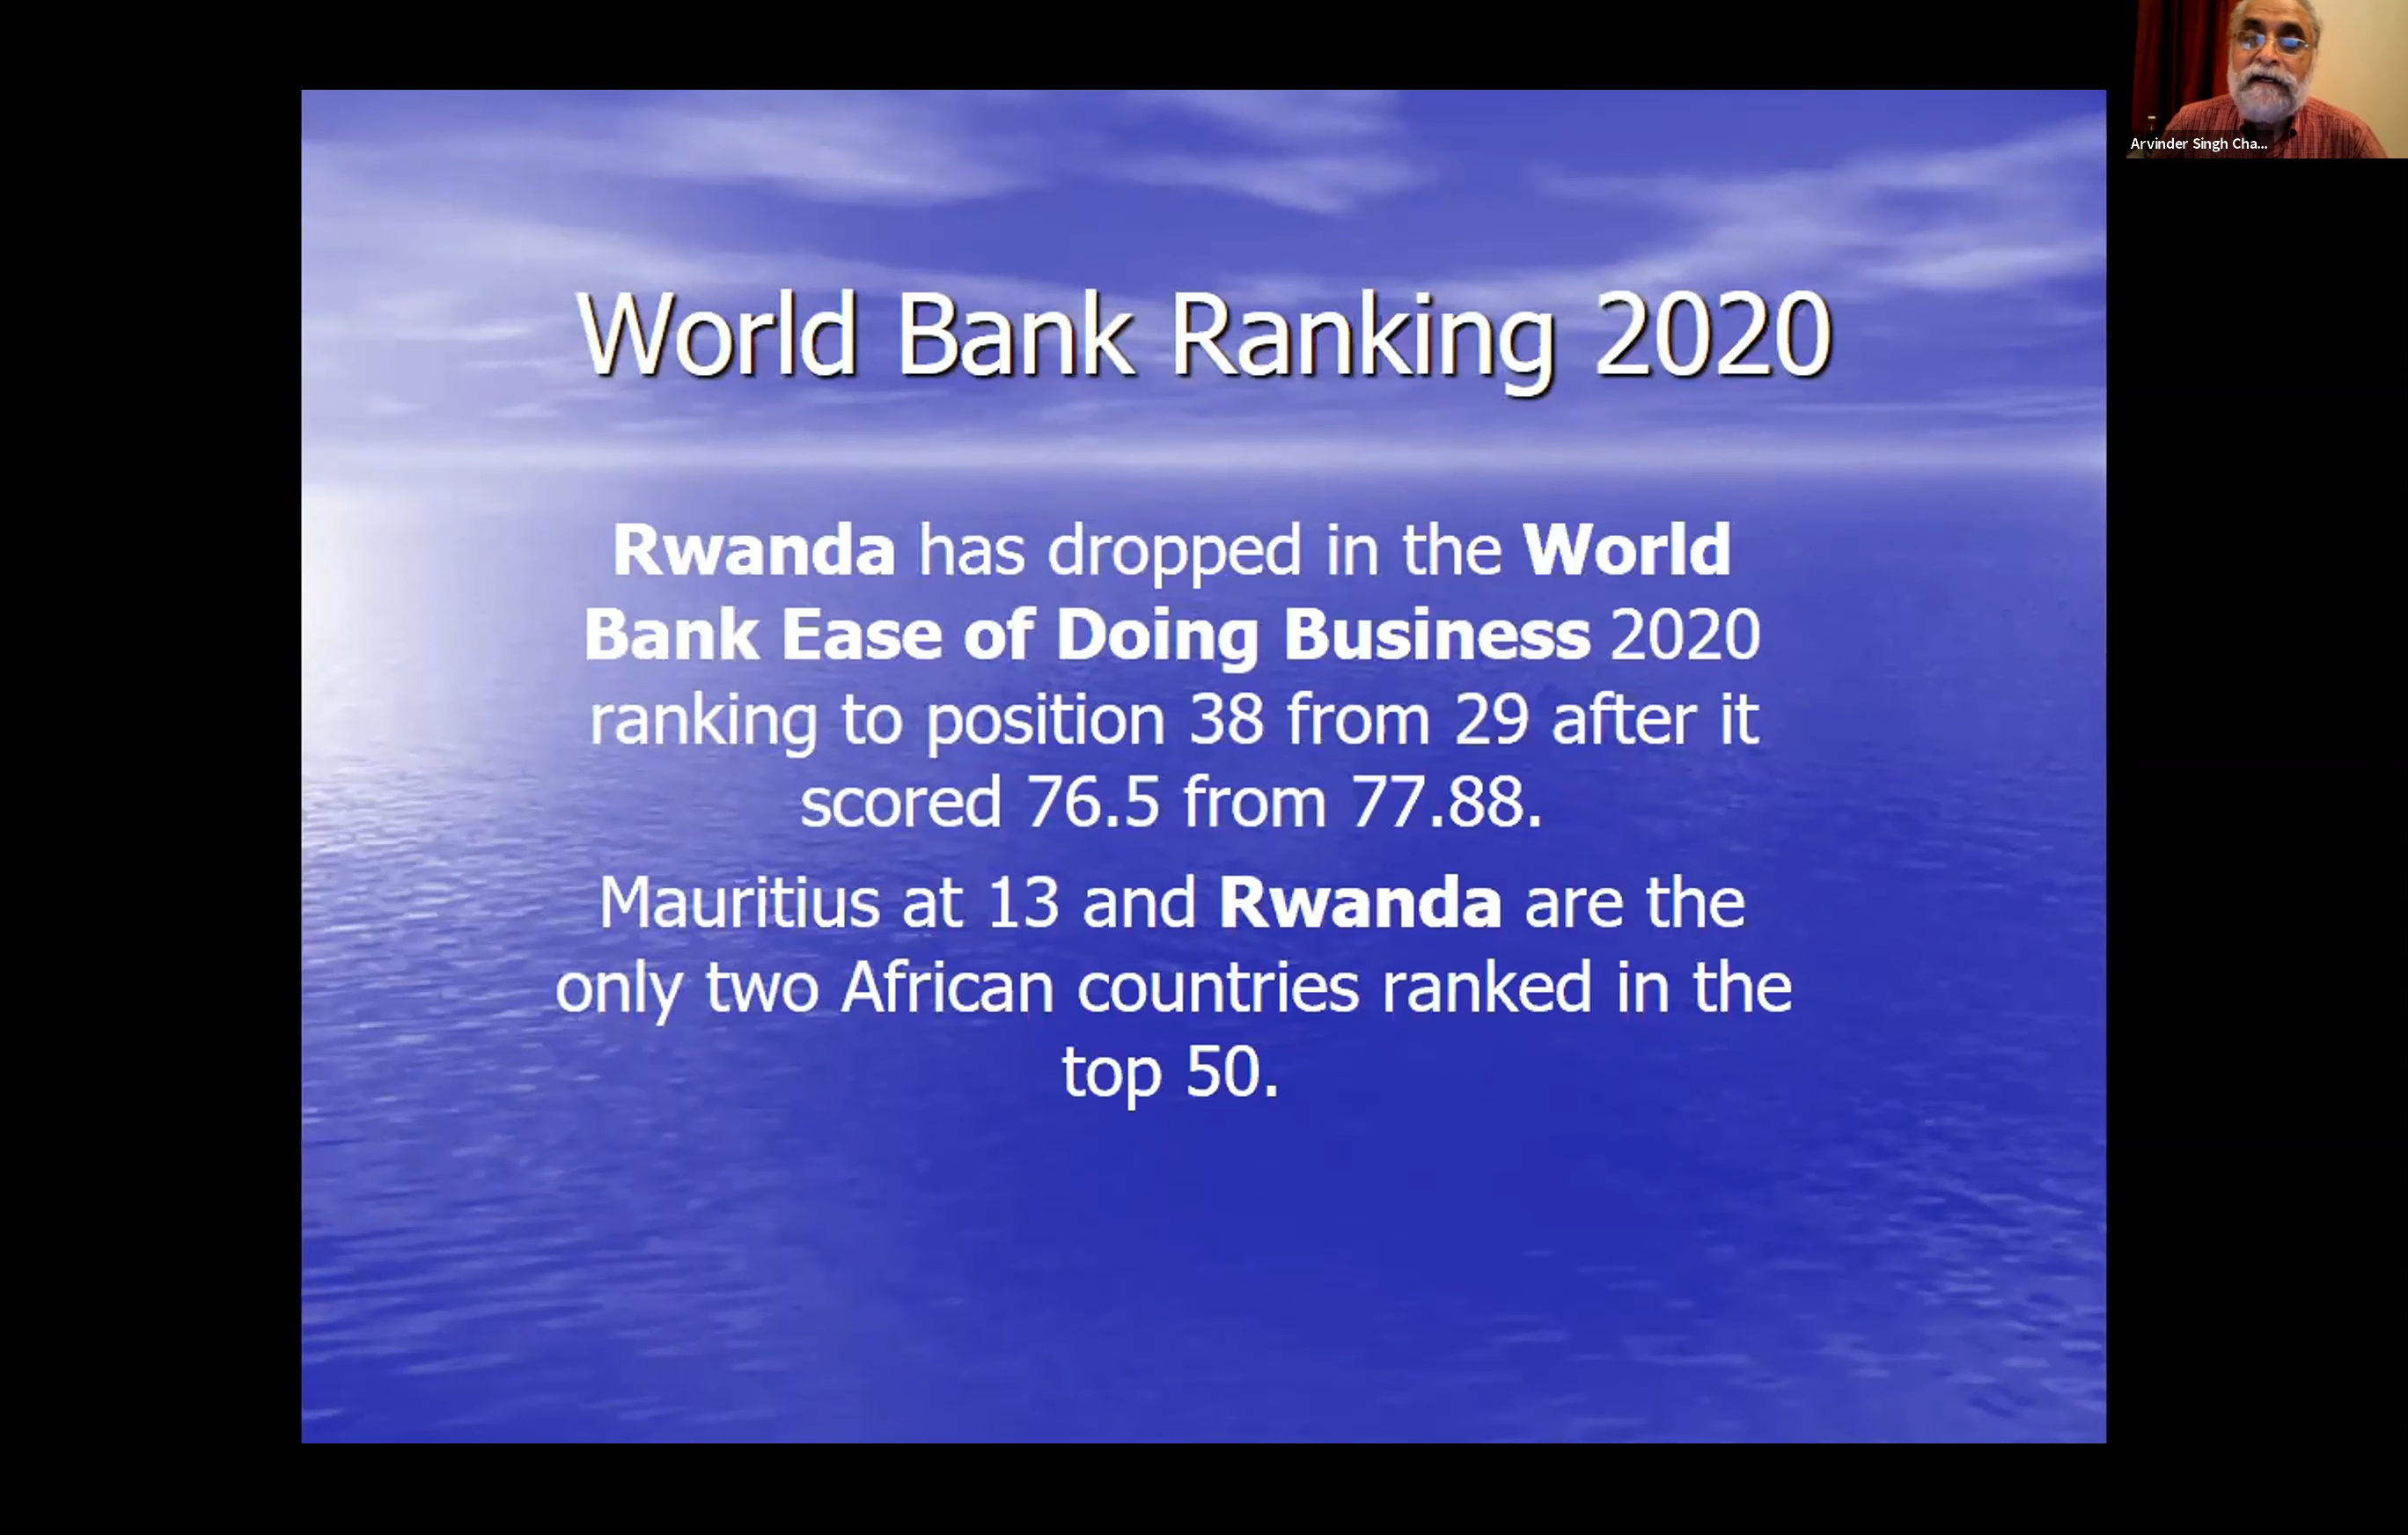 Arvinder Singh Cha...
World Bank Ranking 2020
Rwanda has dropped in the World
Bank Ease of Doing Business 2020
ranking to position 38 from 29 after it
scored 76.5 from 77.88.
Mauritius at 13 and Rwanda are the
only two African countries ranked in the
top 50.